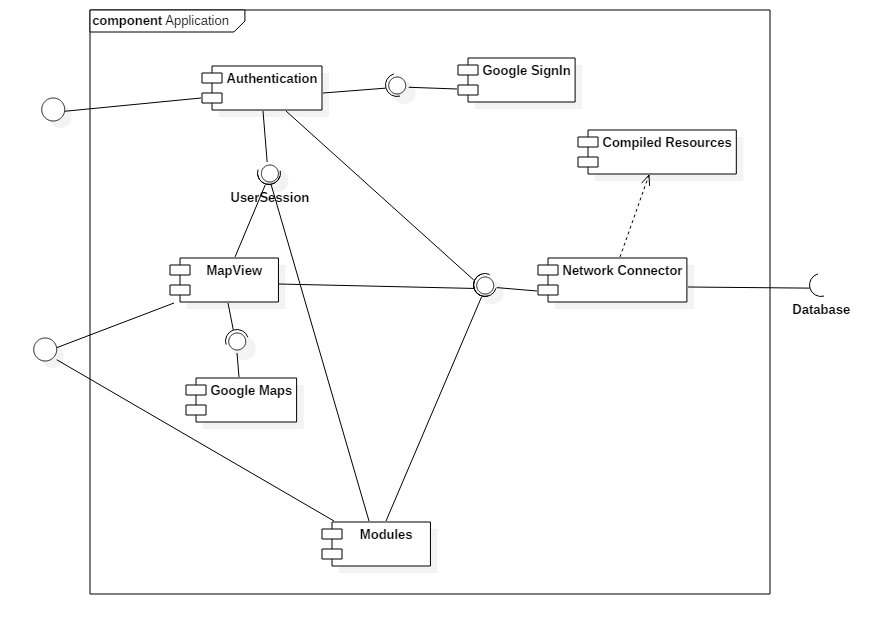 component Application
Authentication
Google SignIn
Compiled Resources
UserSession
MapView
Network Connector
Database
Google Maps
Modules